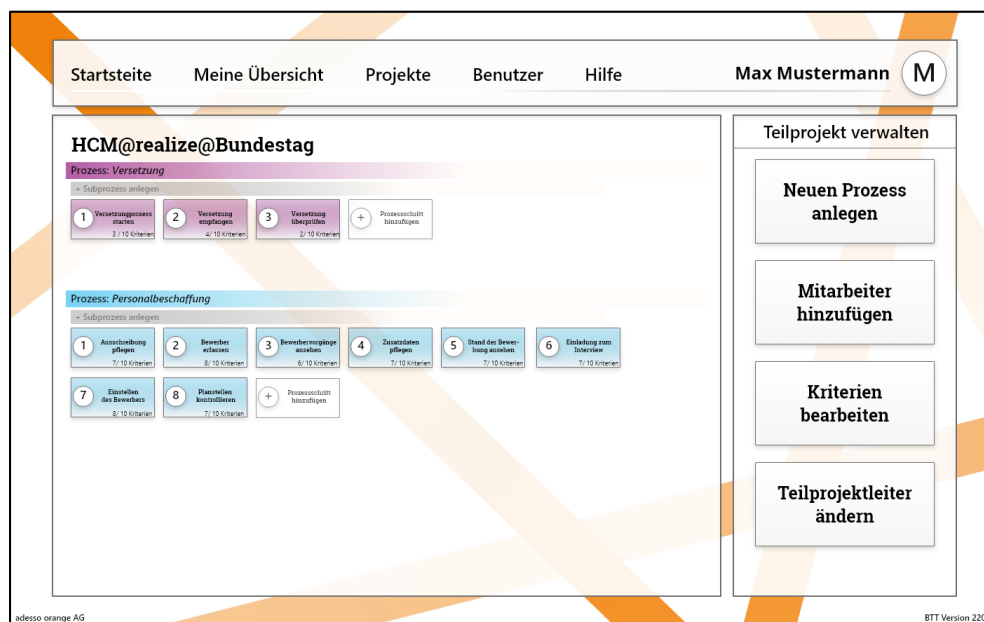 Startsteite Meine Übersicht Projekte Benutzer Hilfe Max Mustermann M
HCM@realize@Bundestag
Prozess: Versetzung
+ Subprozess anlegen
1 Versetzungprozess
starten
3 / 10 Kriterien
2 Versetzung
empfangen
4/ 10 Kriterien
3 Versetzung
überprüfen
2/ 10 Kriterien
+ Prozessschritt
hinzufügen
Prozess: Personalbeschaffung
+ Subprozess anlegen
1 Ausschreibung
pflegen
7/ 10 Kriterien
2 Bewerber
erfassen
8/ 10 Kriterien
3 Bewerbervorgänge
ansehen
6/ 10 Kriterien
4 Zusatzdaten
pflegen
7/ 10 Kriterien
5 Stand der Bewer-
bung ansehen
7/ 10 Kriterien
6 Einladung zum
Interview
7/ 10 Kriterien
7 Einstellen
des Bewerbers
8/ 10 Kriterien
8 Planstellen
kontrollieren
7/ 10 Kriterien
+ Prozessschritt
hinzufügen
Teilprojekt verwalten
Neuen Prozess
anlegen
Mitarbeiter
hinzufügen
Kriterien
bearbeiten
Teilprojektleiter
ändern
adesso orange AG
BTT Version 220